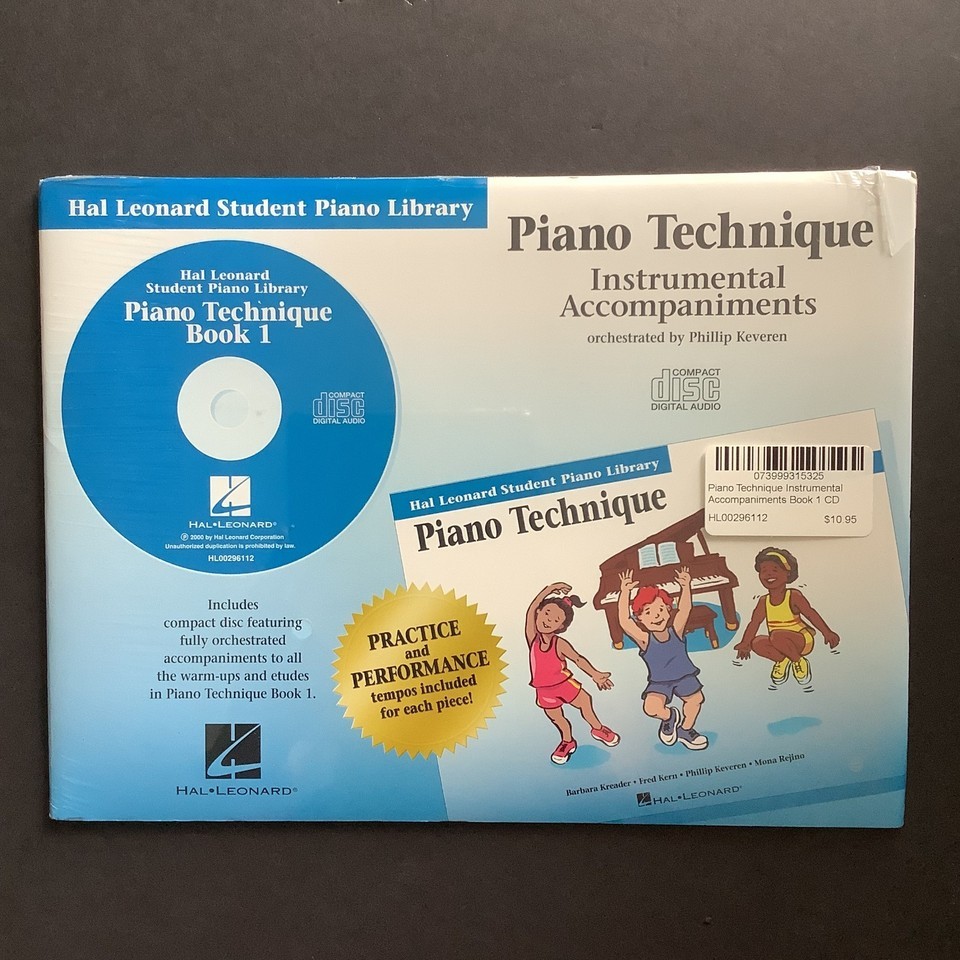 Hal Leonard Student Piano Library
Hal Leonard
Student Piano Library
Piano Technique
Book 1
COMPACT
disc
DIGITAL AUDIO
HAL•LEONARD®
℗ 2000 by Hal Leonard Corporation
Unauthorized duplication is prohibited by law.
HL00296112
Includes
compact disc featuring
fully orchestrated
accompaniments to all
the warm-ups and etudes
in Piano Technique Book 1.
HAL•LEONARD®
Piano Technique
Instrumental
Accompaniments
orchestrated by Phillip Keveren
COMPACT
disc
DIGITAL AUDIO
PRACTICE
and
PERFORMANCE
tempos included
for each piece!
Hal Leonard Student Piano Library
Piano Technique
073999315325
Piano Technique Instrumental
Accompaniments Book 1 CD
HL00296112 $10.95
Barbara Kreader • Fred Kern • Phillip Keveren • Mona Rejino
HAL•LEONARD®